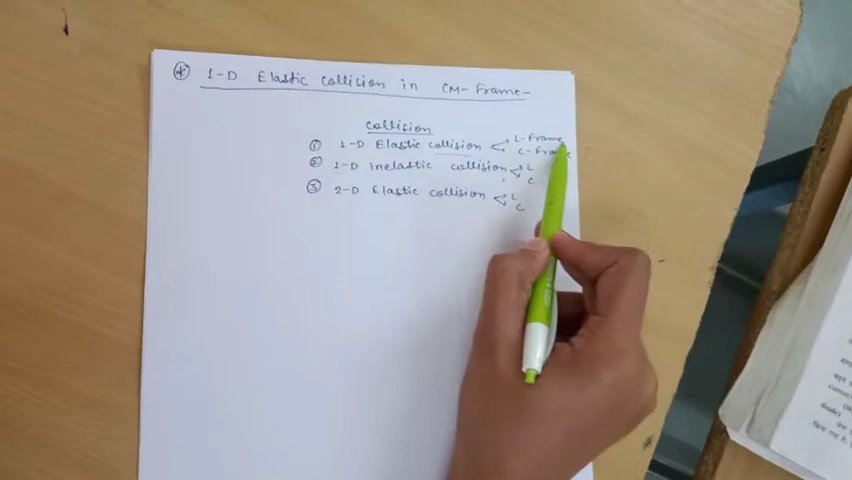 * 1-D Elastic Collision in CM-Frame-
Collision
① 1-D Elastic collision < L-Frame
C-Frame
② 1-D Inelastic collision < L
C
③ 2-D Elastic collision < L
C